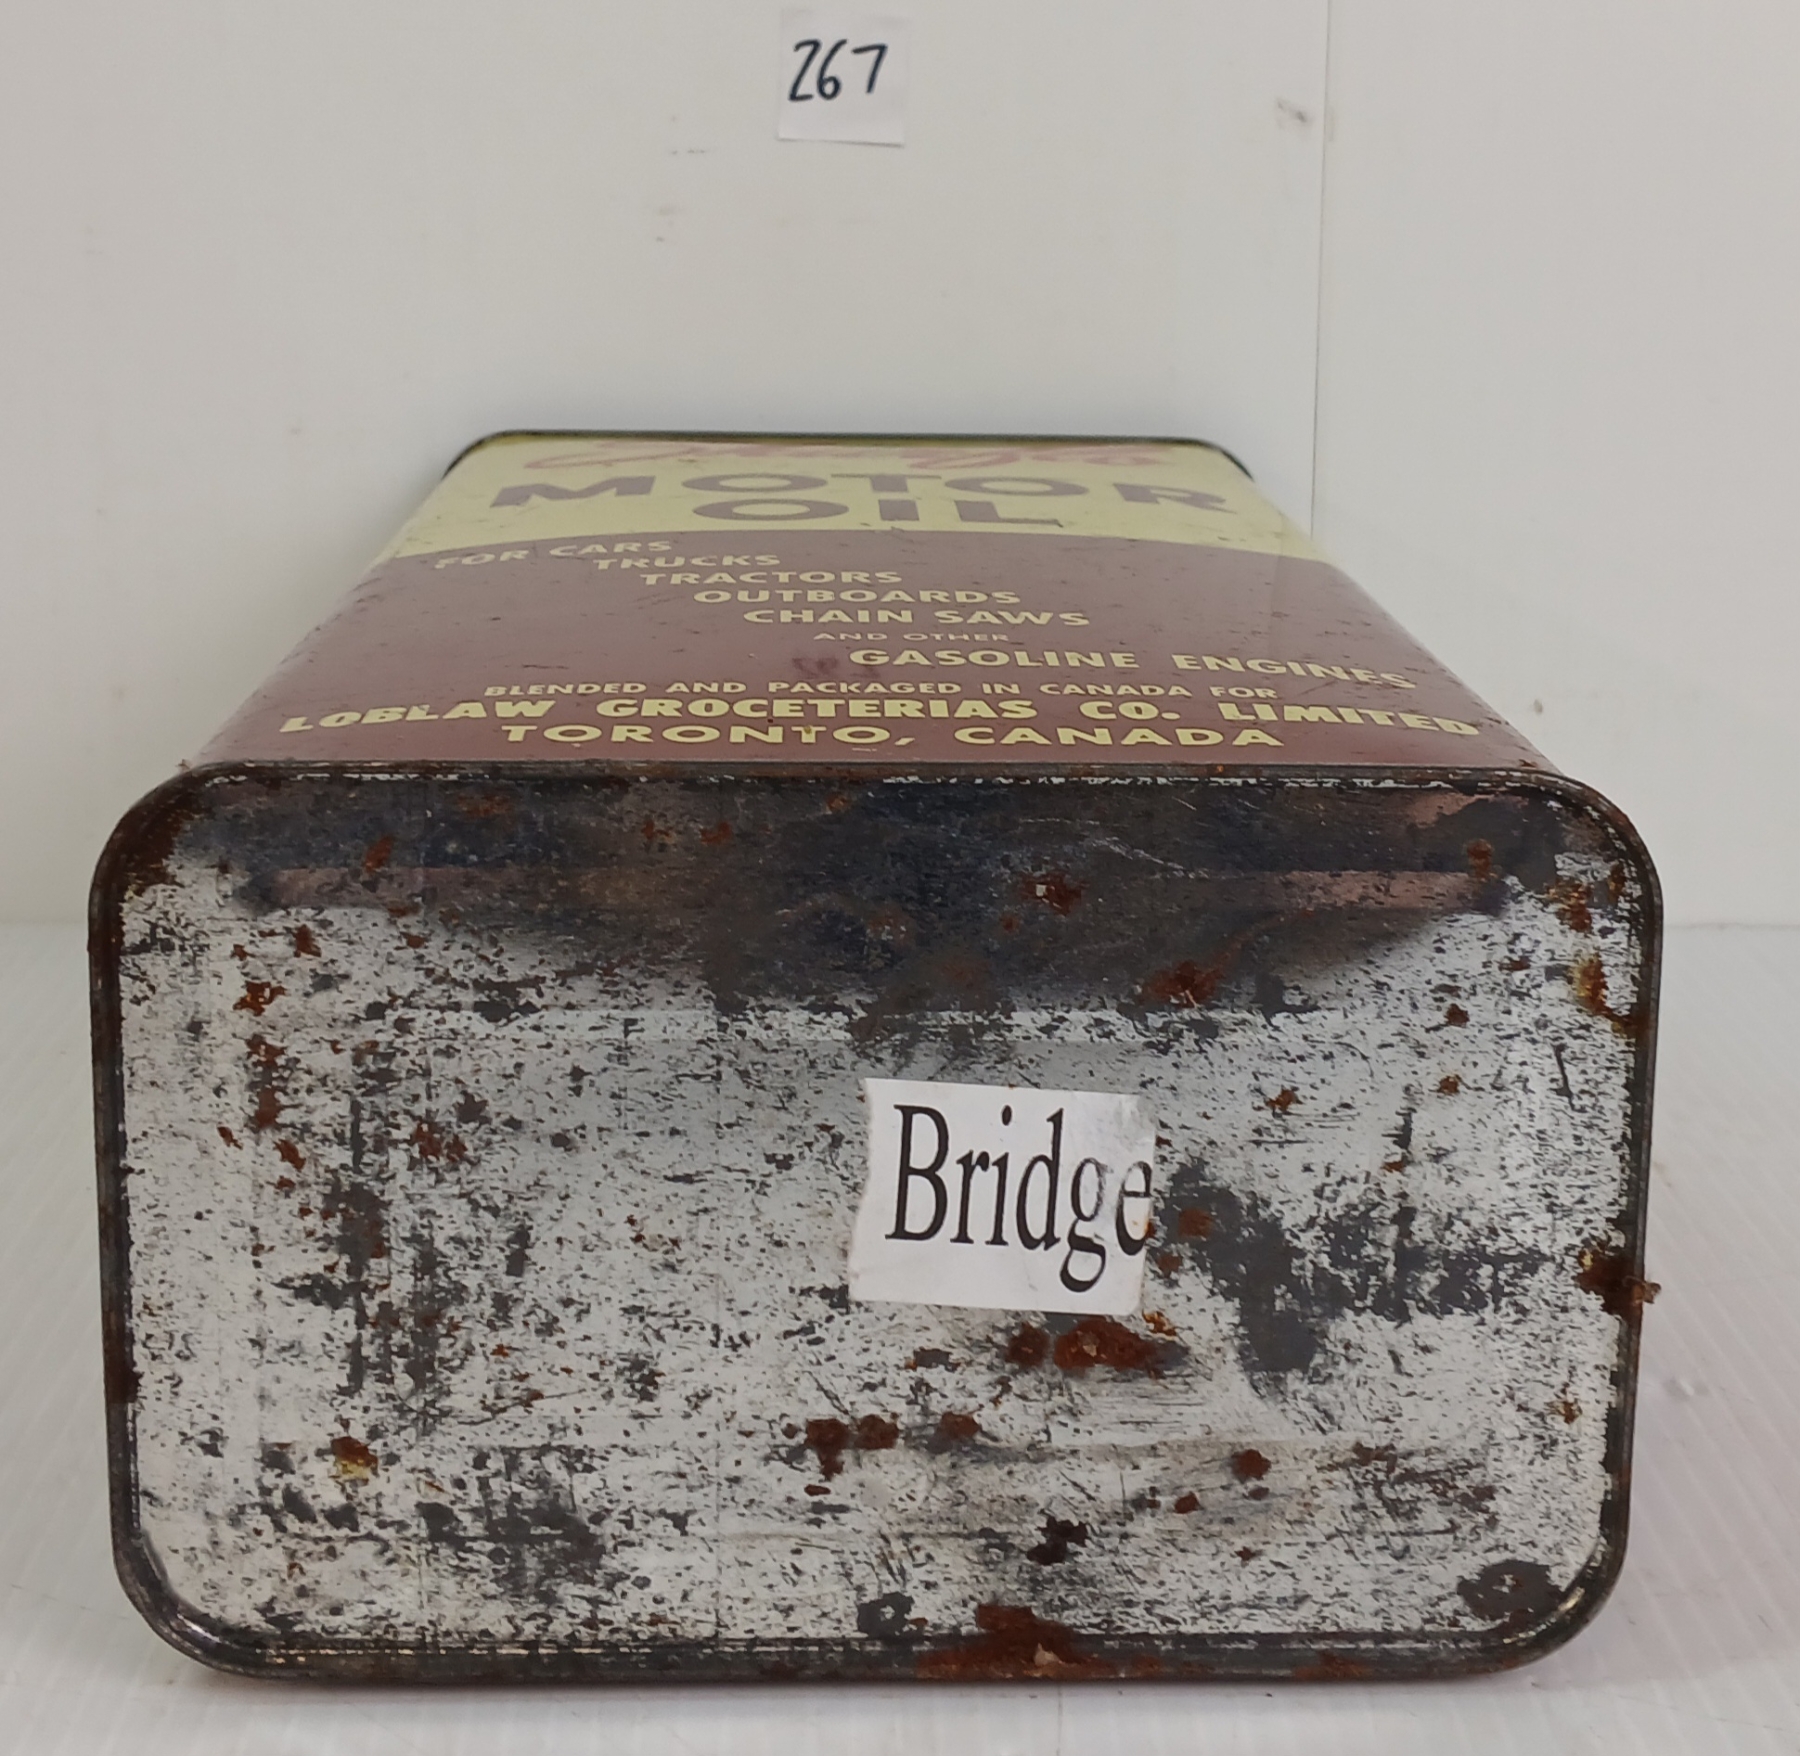 267
MOTOR
OIL
FOR CARS
TRUCKS
TRACTORS
OUTBOARDS
CHAIN SAWS
AND OTHER
GASOLINE ENGINES
BLENDED AND PACKAGED IN CANADA FOR
LOBLAW GROCETERIAS CO. LIMITED
TORONTO, CANADA
Bridge